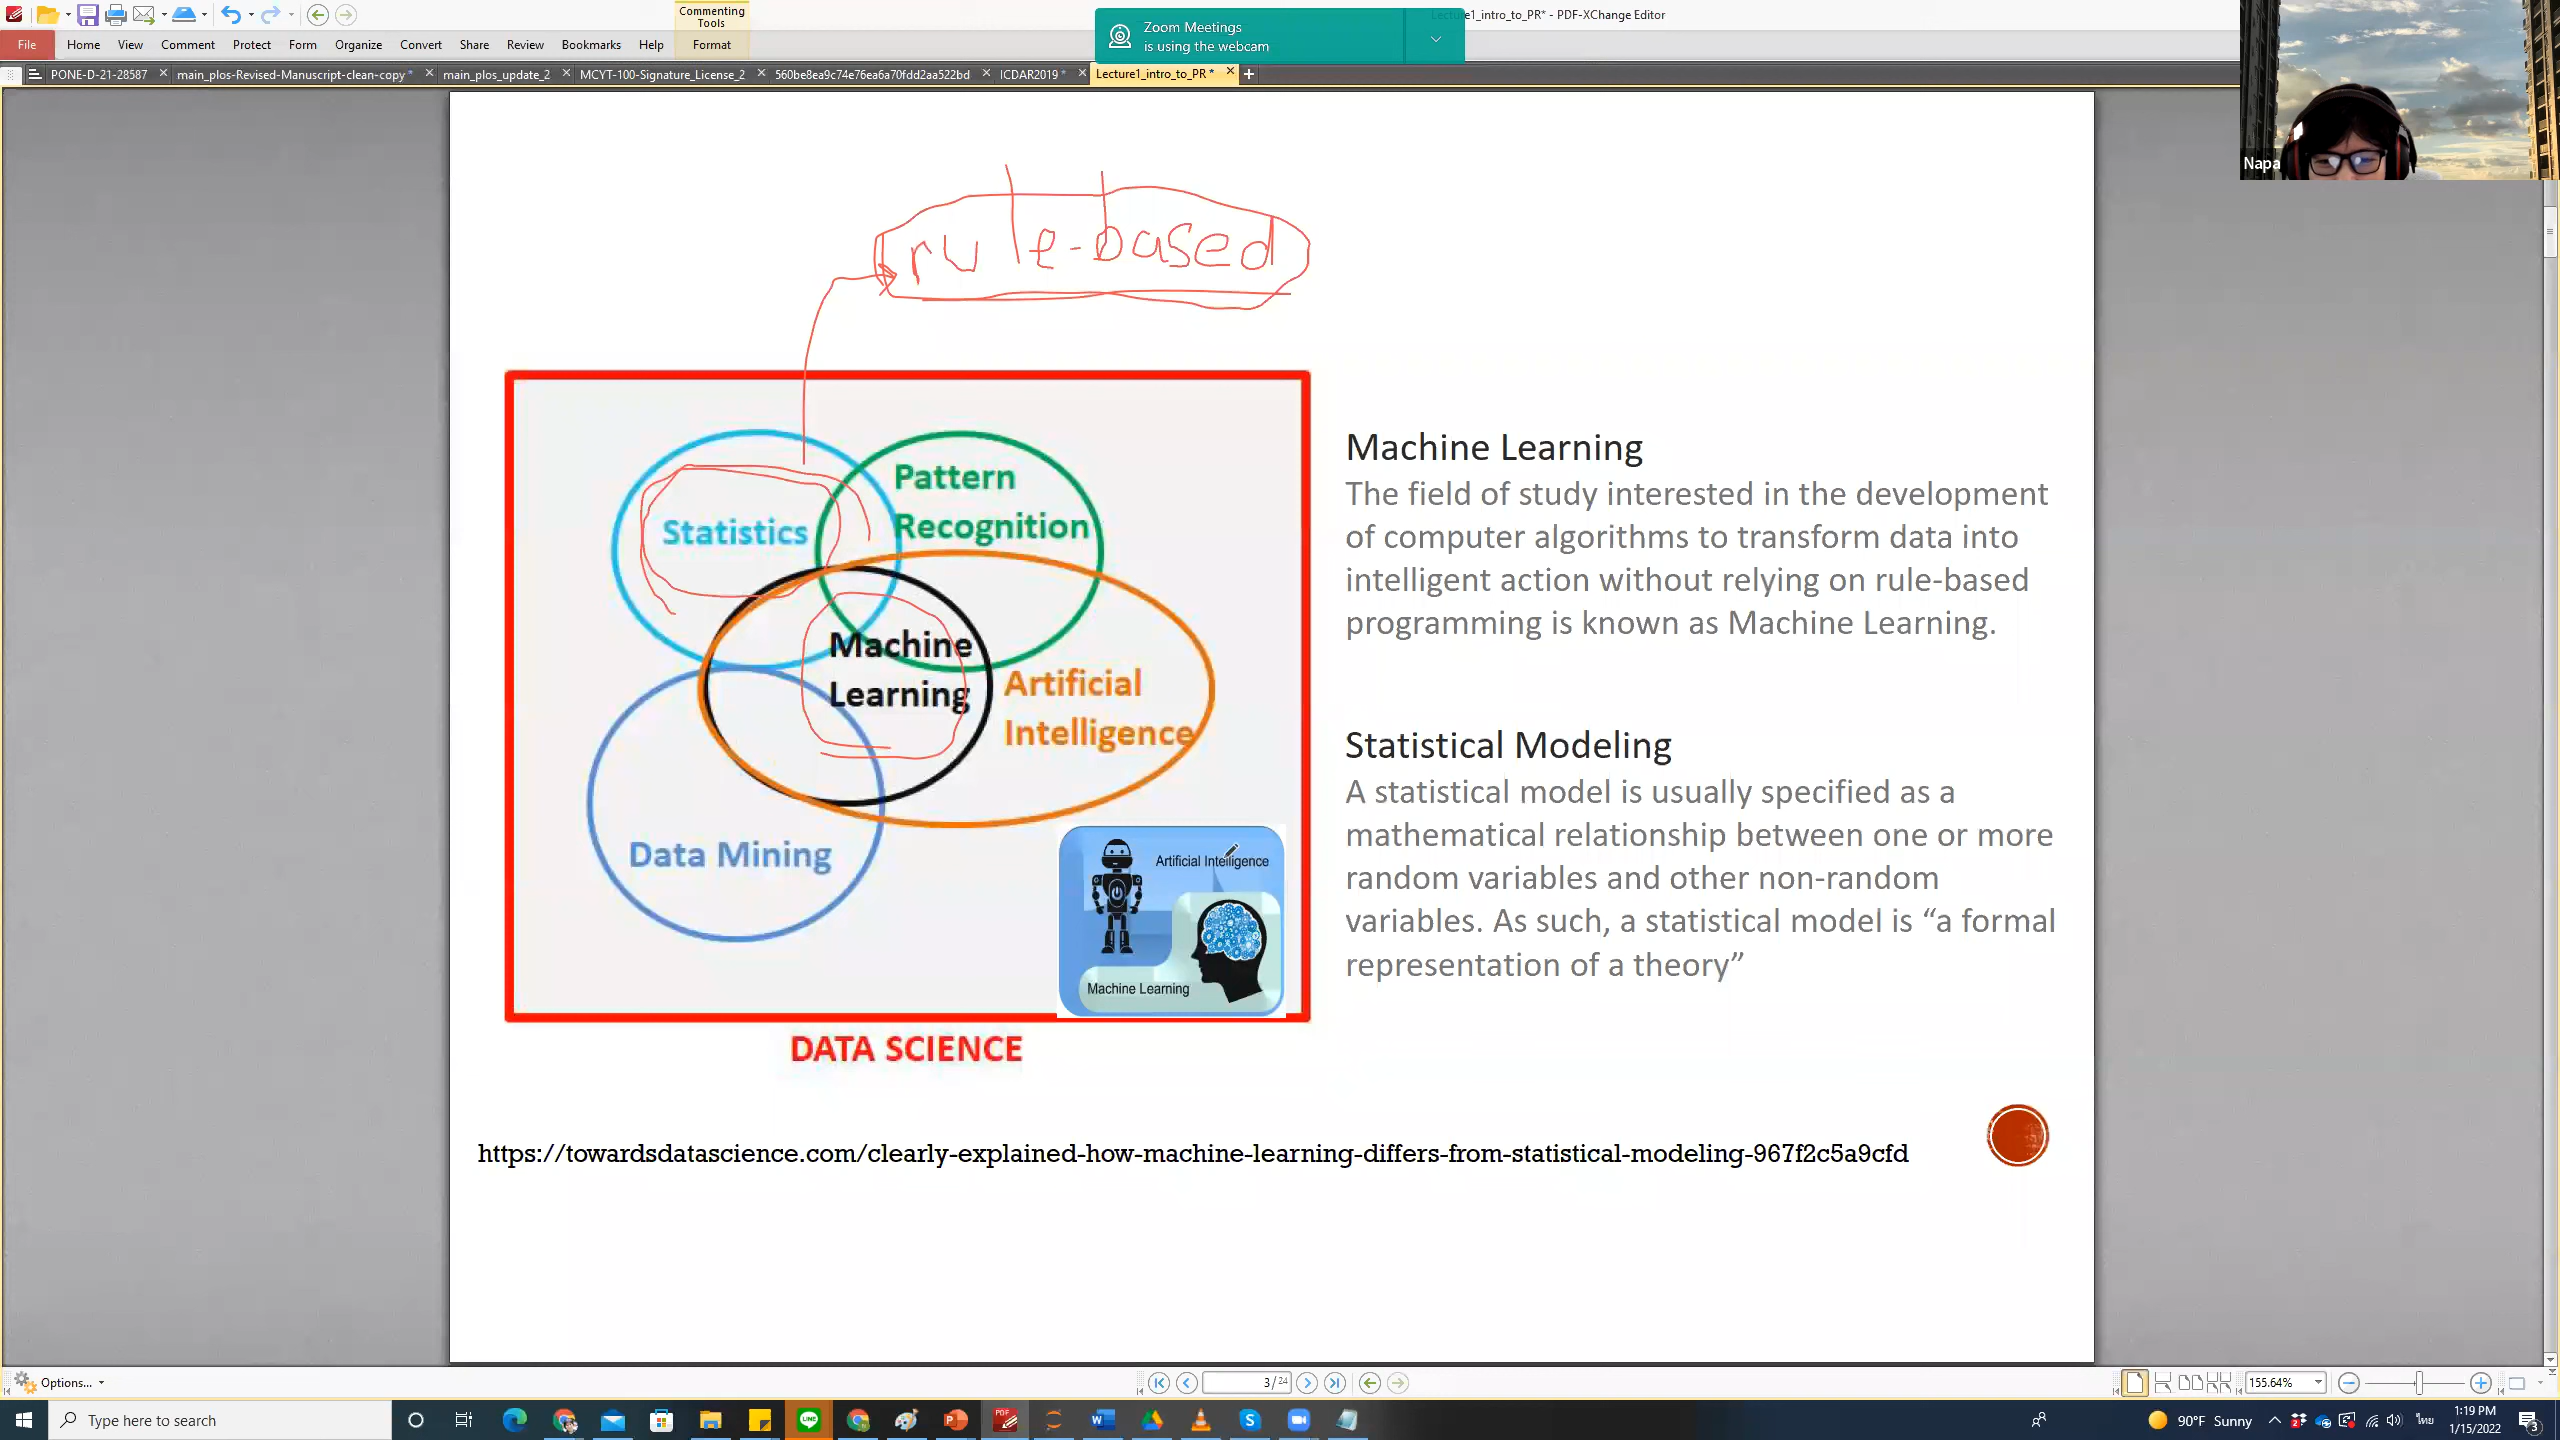 Commenting
Tools
Lecture1_intro_to_PR* - PDF-XChange Editor
Zoom Meetings
is using the webcam
File Home View Comment Protect Form Organize Convert Share Review Bookmarks Help Format
PONE-D-21-28587 main_plos-Revised-Manuscript-clean-copy * main_plos_update_2 MCYT-100-Signature_License_2 560be8ea9c74e76ea6a70fdd2aa522bd ICDAR2019 * Lecture1_intro_to_PR *
Napa
rule-based
Statistics
Pattern
Recognition
Machine
Learning
Artificial
Intelligence
Data Mining
Artificial Intelligence
Machine Learning
DATA SCIENCE
Machine Learning
The field of study interested in the development
of computer algorithms to transform data into
intelligent action without relying on rule-based
programming is known as Machine Learning.
Statistical Modeling
A statistical model is usually specified as a
mathematical relationship between one or more
random variables and other non-random
variables. As such, a statistical model is “a formal
representation of a theory”
https://towardsdatascience.com/clearly-explained-how-machine-learning-differs-from-statistical-modeling-967f2c5a9cfd
Options...
3 / 24
155.64%
Type here to search
90°F Sunny
ไทย
1:19 PM
1/15/2022
3